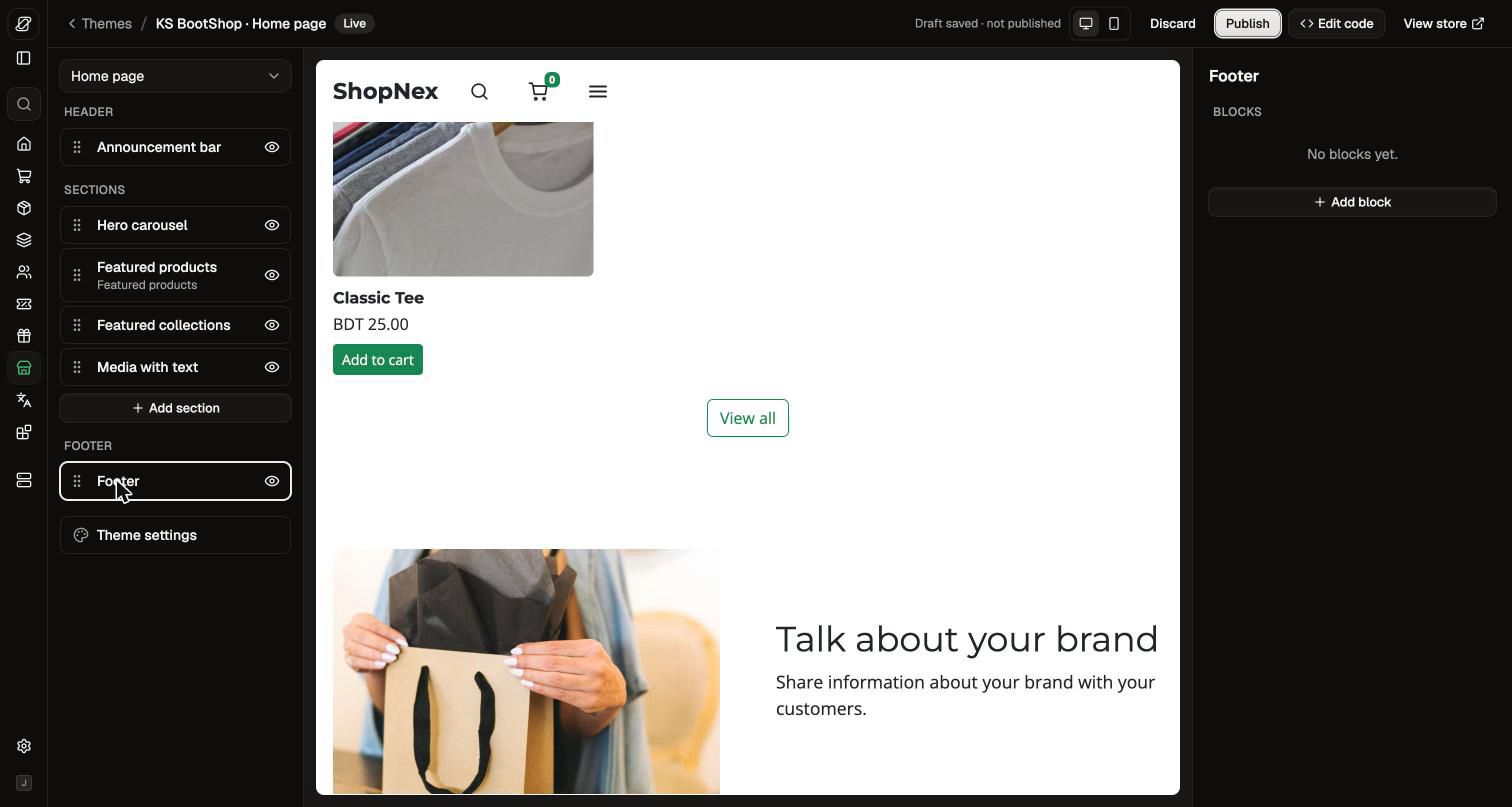 Themes / KS BootShop · Home page Live
Draft saved · not published
Discard
Publish
Edit code
View store
Home page
HEADER
Announcement bar
SECTIONS
Hero carousel
Featured products
Featured products
Featured collections
Media with text
+ Add section
FOOTER
Footer
Theme settings
J
ShopNex
0
Classic Tee
BDT 25.00
Add to cart
View all
Talk about your brand
Share information about your brand with your
customers.
Footer
BLOCKS
No blocks yet.
+ Add block